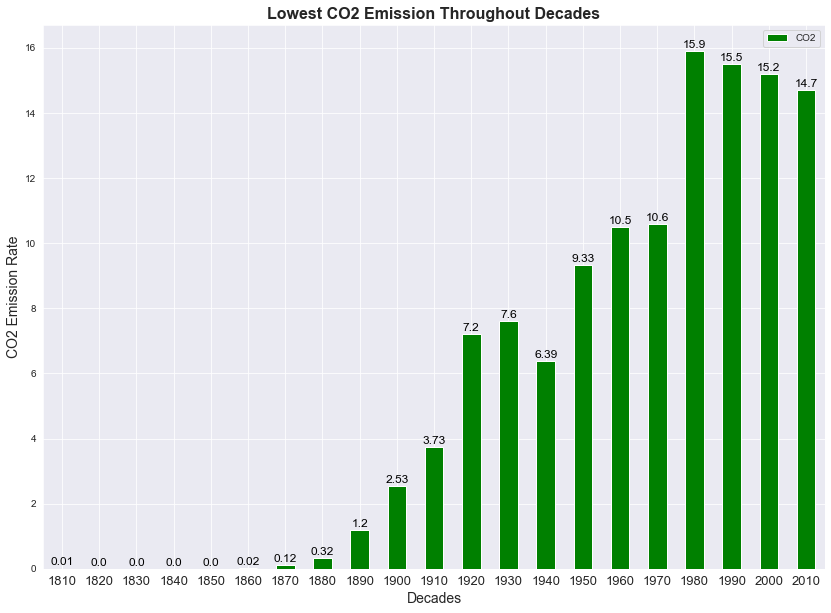 Lowest CO2 Emission Throughout Decades
CO2
CO2 Emission Rate
16
14
12
10
8
6
4
2
0
0.01 0.0 0.0 0.0 0.0 0.02 0.12 0.32 1.2 2.53 3.73 7.2 7.6 6.39 9.33 10.5 10.6 15.9 15.5 15.2 14.7
1810 1820 1830 1840 1850 1860 1870 1880 1890 1900 1910 1920 1930 1940 1950 1960 1970 1980 1990 2000 2010
Decades